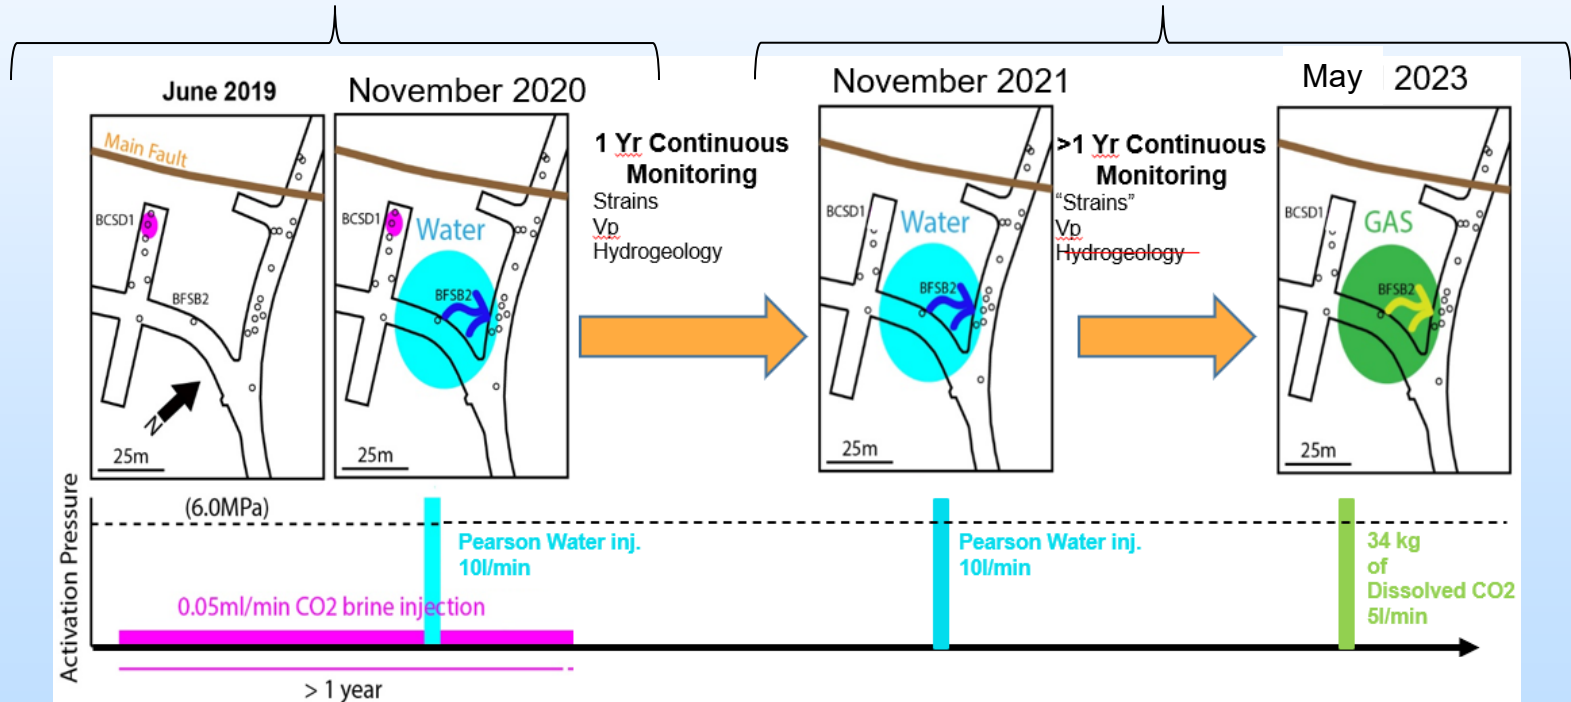 June 2019
November 2020
November 2021
May 2023
Main Fault
BCSD1
BFSB2
N
25m
BCSD1
Water
BFSB2
25m
1 Yr Continuous
Monitoring
Strains
Vp
Hydrogeology
BCSD1
Water
BFSB2
25m
>1 Yr Continuous
Monitoring
“Strains”
Vp
Hydrogeology
BCSD1
GAS
BFSB2
25m
Activation Pressure
(6.0MPa)
Pearson Water inj.
10l/min
Pearson Water inj.
10l/min
34 kg
of
Dissolved CO2
5l/min
0.05ml/min CO2 brine injection
> 1 year